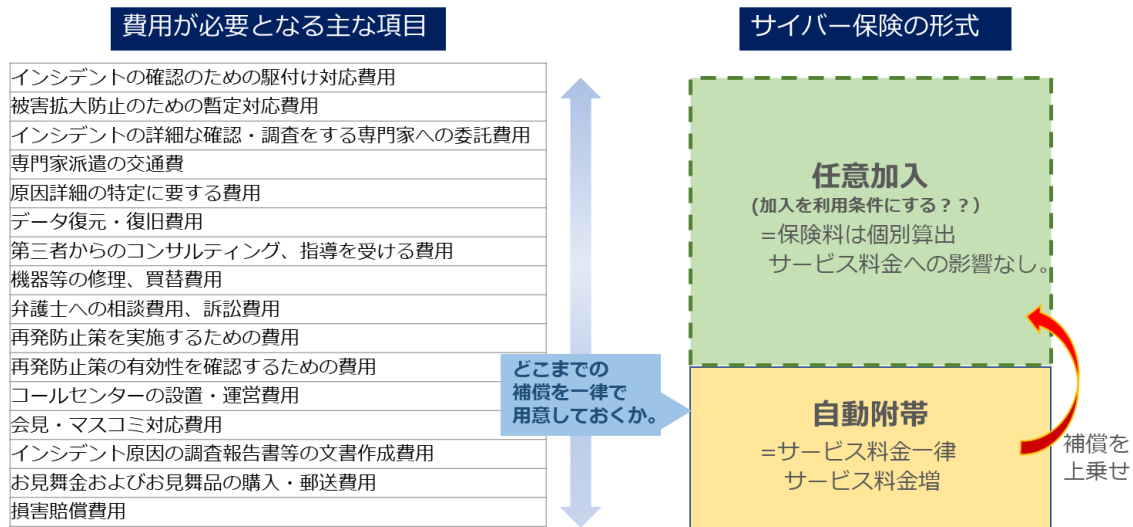 費用が必要となる主な項目
インシデントの確認のための駆付け対応費用
被害拡大防止のための暫定対応費用
インシデントの詳細な確認・調査をする専門家への委託費用
専門家派遣の交通費
原因詳細の特定に要する費用
データ復元・復旧費用
第三者からのコンサルティング、指導を受ける費用
機器等の修理、買替費用
弁護士への相談費用、訴訟費用
再発防止策を実施するための費用
再発防止策の有効性を確認するための費用
コールセンターの設置・運営費用
会見・マスコミ対応費用
インシデント原因の調査報告書等の文書作成費用
お見舞金およびお見舞品の購入・郵送費用
損害賠償費用
どこまでの
補償を一律で
用意しておくか。
サイバー保険の形式
任意加入
(加入を利用条件にする??)
=保険料は個別算出
サービス料金への影響なし。
自動附帯
=サービス料金一律
サービス料金増
補償を
上乗せ